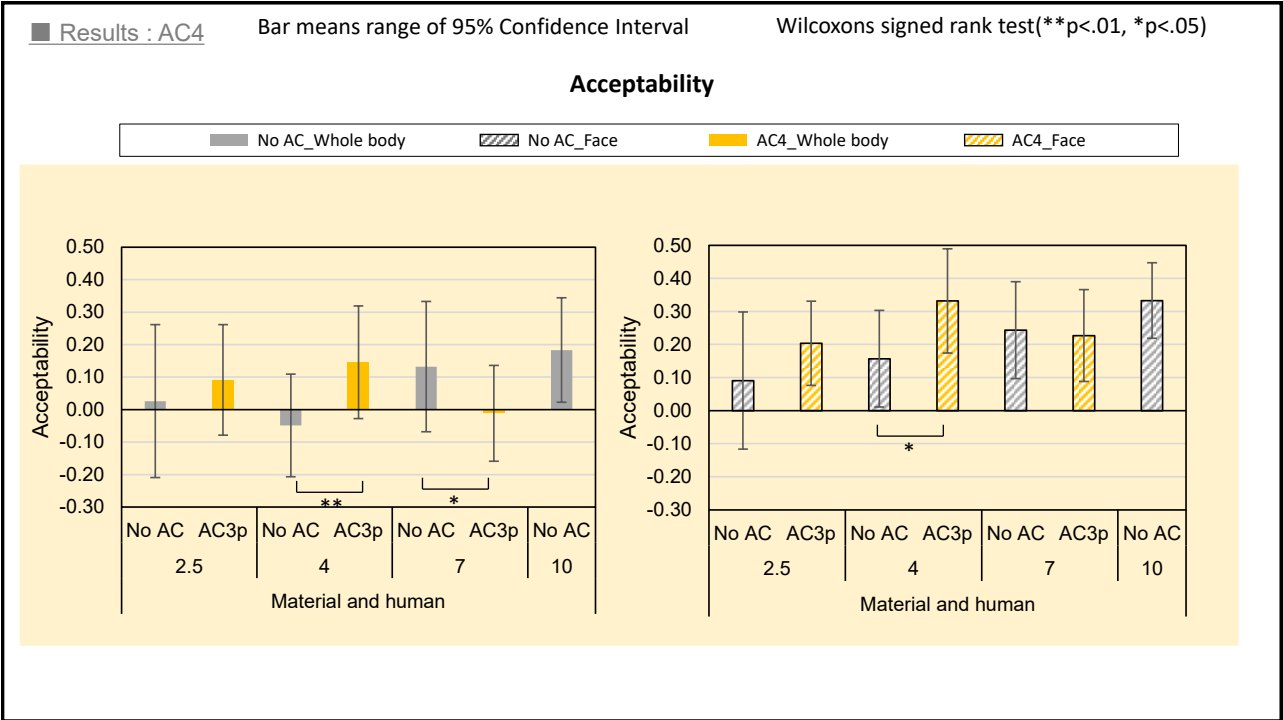 ■ Results : AC4
Bar means range of 95% Confidence Interval
Wilcoxons signed rank test(**p<.01, *p<.05)
Acceptability
No AC_Whole body No AC_Face AC4_Whole body AC4_Face
Acceptability
0.50
0.40
0.30
0.20
0.10
0.00
-0.10
-0.20
-0.30
** *
No AC AC3p No AC AC3p No AC AC3p No AC
2.5 4 7 10
Material and human
Acceptability
0.50
0.40
0.30
0.20
0.10
0.00
-0.10
-0.20
-0.30
*
No AC AC3p No AC AC3p No AC AC3p No AC
2.5 4 7 10
Material and human